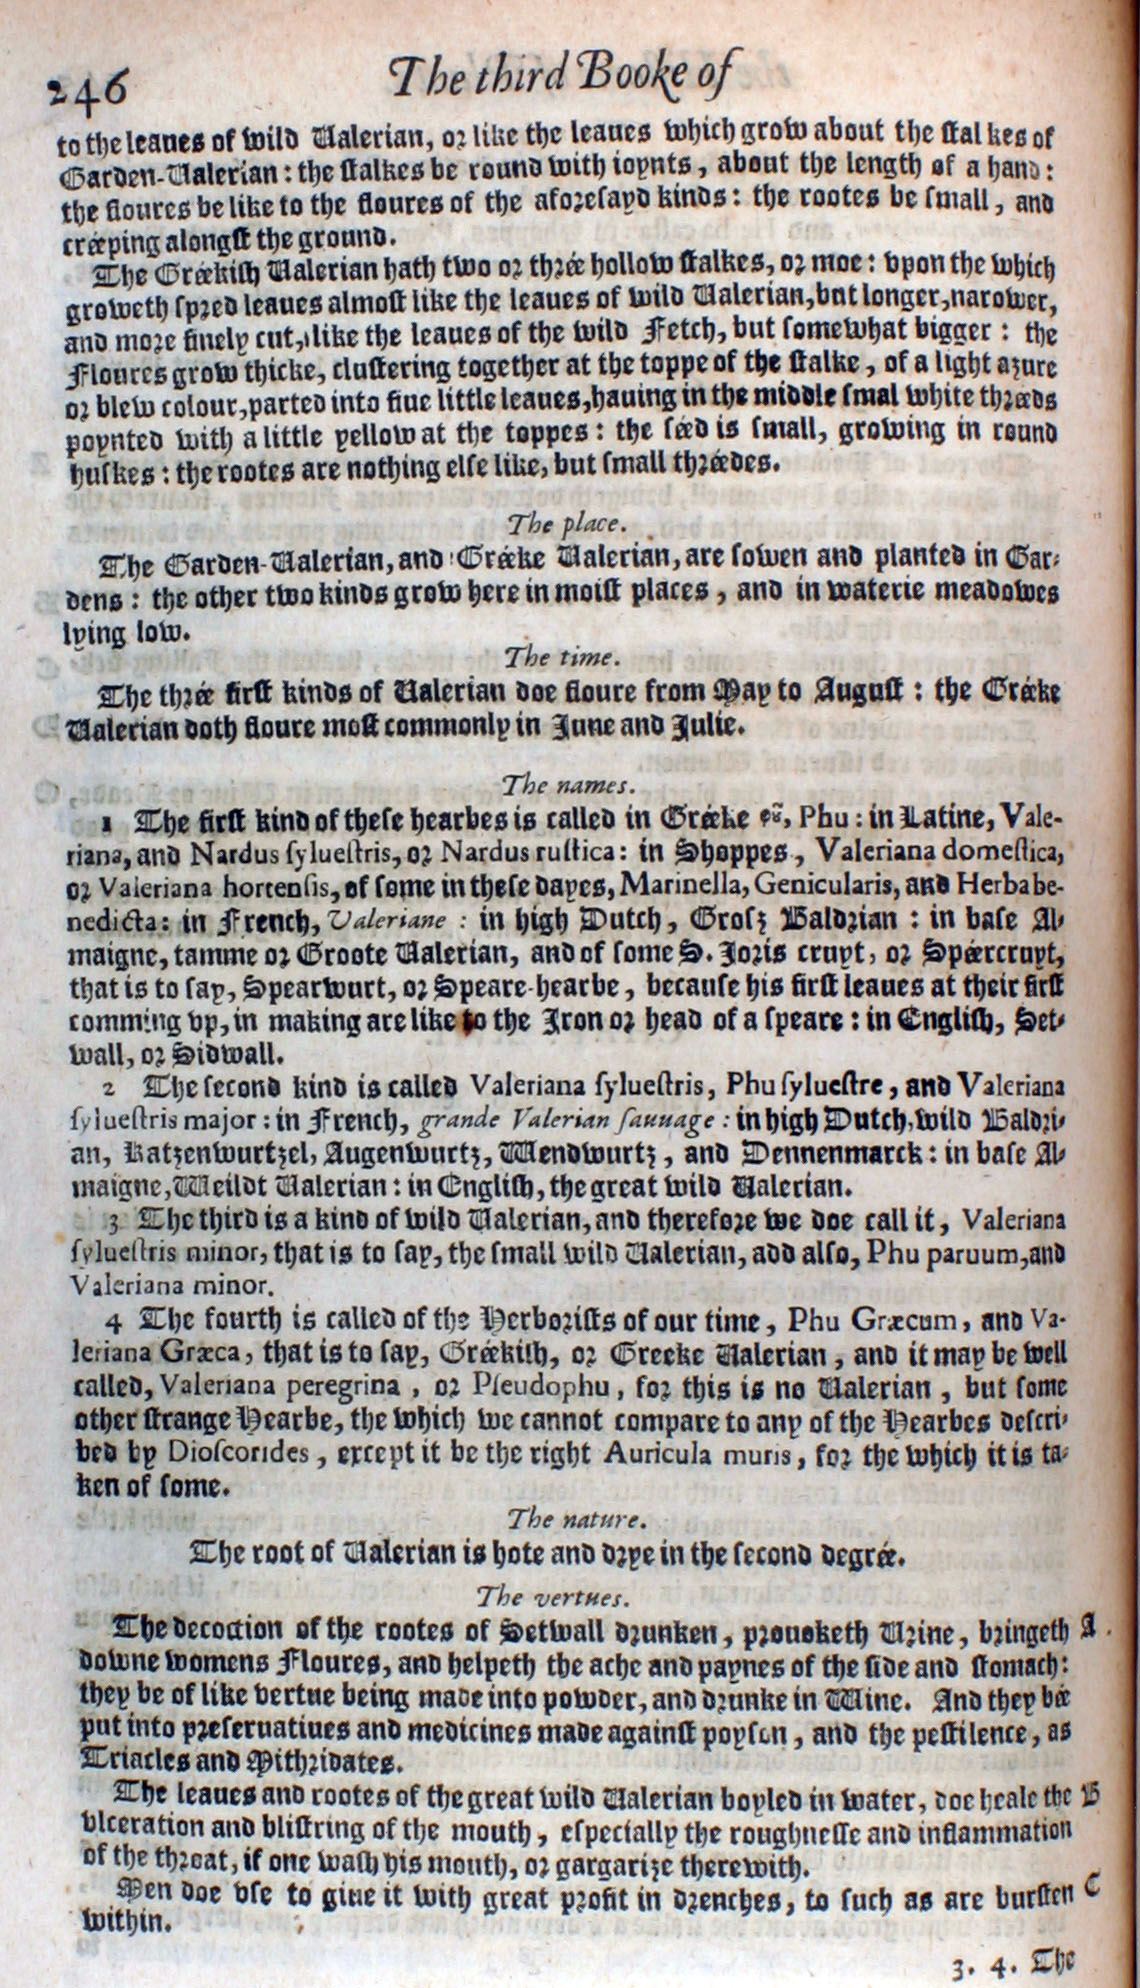 246
The third Booke of
to the leaues of wild Valerian, or like the leaues which grow about the stalkes of
Garden-Valerian: the stalkes be round with ioynts, about the length of a hand:
the floures be like to the floures of the aforesayd kinds: the rootes be small, and
creéping alongst the ground.
The Greékish Valerian hath two or threé hollow stalkes, or moe: vpon the which
groweth spred leaues almost like the leaues of wild Valerian, but longer, narower,
and more finely cut, like the leaues of the wild Fetch, but somewhat bigger: the
Floures grow thicke, clustering together at the toppe of the stalke, of a light azure
or blew colour, parted into fiue little leaues, hauing in the middle smal white threéds
poynted with a little yellow at the toppes: the seéd is small, growing in round
huskes: the rootes are nothing else like, but small threédes.
The place.
The Garden-Valerian, and Greéke Valerian, are sowen and planted in Gar-
dens: the other two kinds grow here in moist places, and in waterie meadowes
lying low.
The time.
The threé first kinds of Valerian doe floure from May to August: the Greéke
Valerian doth floure most commonly in June and Julie.
The names.
1 The first kind of these hearbes is called in Greéke φῦ, Phu: in Latine, Vale-
riana, and Nardus syluestris, or Nardus rustica: in Shoppes, Valeriana domestica,
or Valeriana hortensis, of some in these dayes, Marinella, Genicularis, and Herba be-
nedicta: in French, Valeriane: in high Dutch, Grosz Baldrian: in base Al-
maigne, tamme or Groote Valerian, and of some S. Joris cruyt, or Speércruyt,
that is to say, Spearwurt, or Speare-hearbe, because his first leaues at their first
comming vp, in making are like to the Iron or head of a speare: in English, Set-
wall, or Sidwall.
2 The second kind is called Valeriana syluestris, Phu syluestre, and Valeriana
syluestris major: in French, grande Valerian sauuage: in high Dutch, wild Baldri-
an, Katzenwurtzel, Augenwurtz, Wendwurtz, and Dennenmarck: in base Al-
maigne, Weildt Valerian: in English, the great wild Valerian.
3 The third is a kind of wild Valerian, and therefore we doe call it, Valeriana
syluestris minor, that is to say, the small wild Valerian, add also, Phu paruum, and
Valeriana minor.
4 The fourth is called of the Herborists of our time, Phu Græcum, and Va-
leriana Græca, that is to say, Greékish, or Greeke Valerian, and it may be well
called, Valeriana peregrina, or Pseudophu, for this is no Valerian, but some
other strange Hearbe, the which we cannot compare to any of the Hearbes descri-
bed by Dioscorides, except it be the right Auricula muris, for the which it is ta-
ken of some.
The nature.
The root of Valerian is hote and drye in the second degreé.
The vertues.
The decoction of the rootes of Setwall drunken, prouoketh Urine, bringeth A
downe womens Floures, and helpeth the ache and paynes of the side and stomach:
they be of like vertue being made into powder, and drunke in Wine. And they beé
put into preseruatiues and medicines made against poyson, and the pestilence, as
Triacles and Mithridates.
The leaues and rootes of the great wild Valerian boyled in water, doe heale the B
vlceration and blistring of the mouth, especially the roughnesse and inflammation
of the throat, if one wash his mouth, or gargarize therewith.
Men doe vse to giue it with great profit in drenches, to such as are bursten C
within.
3. 4. The